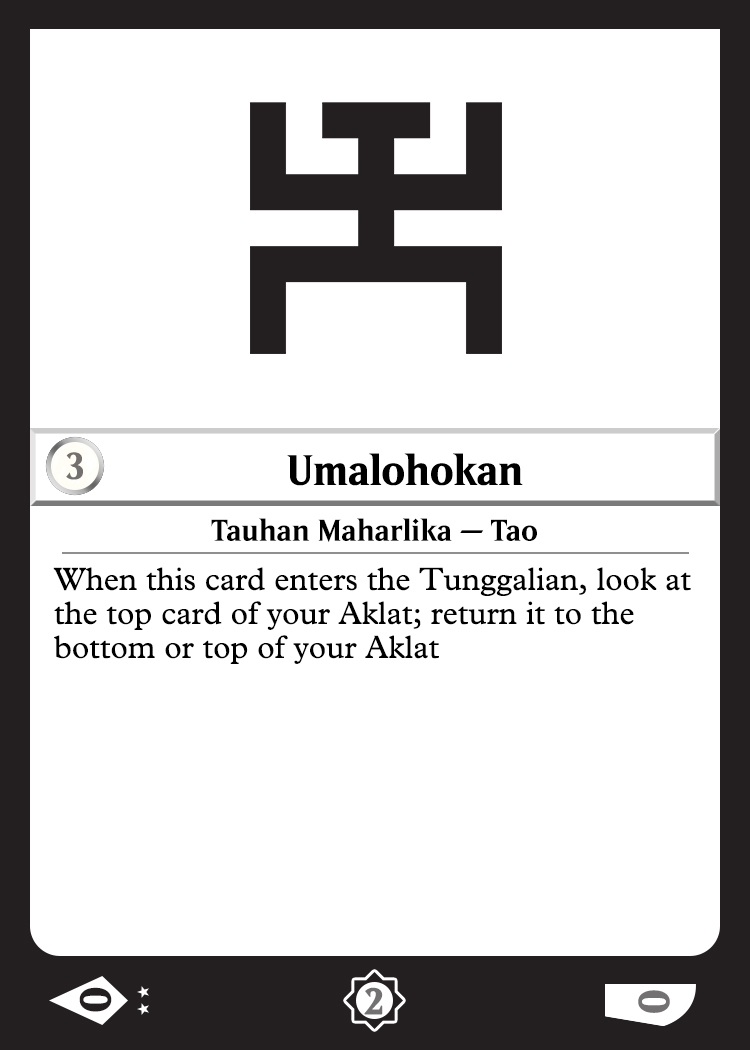 3
Umalohokan
Tauhan Maharlika — Tao
When this card enters the Tunggalian, look at
the top card of your Aklat; return it to the
bottom or top of your Aklat
0
2
0